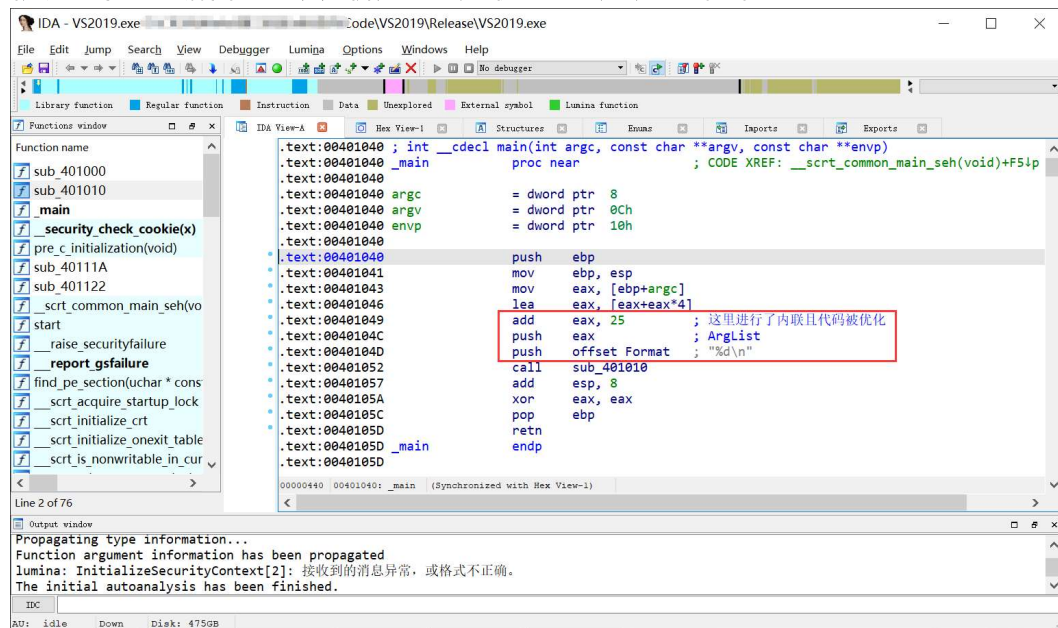 IDA - VS2019.exe Code\VS2019\Release\VS2019.exe
File Edit Jump Search View Debugger Lumina Options Windows Help
No debugger
Library function Regular function Instruction Data Unexplored External symbol Lumina function
Functions window
IDA View-A Hex View-1 Structures Enums Imports Exports
Function name
sub_401000
sub_401010
_main
__security_check_cookie(x)
pre_c_initialization(void)
sub_40111A
sub_401122
__scrt_common_main_seh(vo
start
__raise_securityfailure
__report_gsfailure
find_pe_section(uchar * cons
__scrt_acquire_startup_lock
__scrt_initialize_crt
__scrt_initialize_onexit_table
__scrt_is_nonwritable_in_cur
Line 2 of 76
.text:00401040 ; int __cdecl main(int argc, const char **argv, const char **envp)
.text:00401040 _main proc near ; CODE XREF: __scrt_common_main_seh(void)+F5↓p
.text:00401040
.text:00401040 argc = dword ptr 8
.text:00401040 argv = dword ptr 0Ch
.text:00401040 envp = dword ptr 10h
.text:00401040
.text:00401040 push ebp
.text:00401041 mov ebp, esp
.text:00401043 mov eax, [ebp+argc]
.text:00401046 lea eax, [eax+eax*4]
.text:00401049 add eax, 25 ; 这里进行了内联且代码被优化
.text:0040104C push eax ; ArgList
.text:0040104D push offset Format ; "%d\n"
.text:00401052 call sub_401010
.text:00401057 add esp, 8
.text:0040105A xor eax, eax
.text:0040105C pop ebp
.text:0040105D retn
.text:0040105D _main endp
.text:0040105D
00000440 00401040: _main (Synchronized with Hex View-1)
Output window
Propagating type information...
Function argument information has been propagated
lumina: InitializeSecurityContext[2]: 接收到的消息异常，或格式不正确。
The initial autoanalysis has been finished.
IDC
AU: idle Down Disk: 475GB